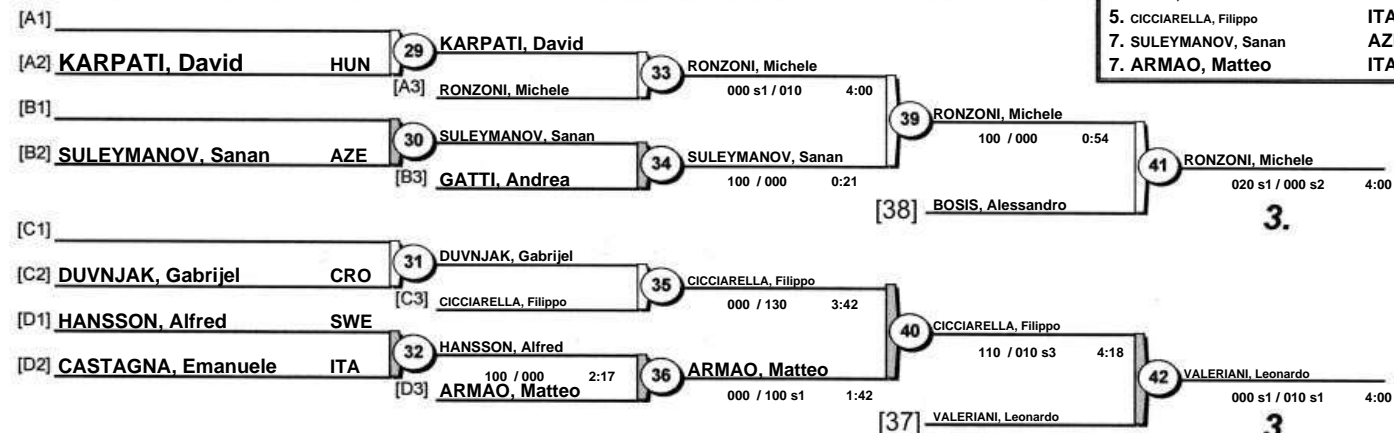 5. CICCIARELLA, Filippo ITA
7. SULEYMANOV, Sanan AZE
7. ARMAO, Matteo ITA
[A1]
[A2] KARPATI, David HUN
29 KARPATI, David
[A3] RONZONI, Michele
33 RONZONI, Michele
000 s1 / 010 4:00
[B1]
[B2] SULEYMANOV, Sanan AZE
30 SULEYMANOV, Sanan
[B3] GATTI, Andrea
34 SULEYMANOV, Sanan
100 / 000 0:21
39 RONZONI, Michele
100 / 000 0:54
[38] BOSIS, Alessandro
41 RONZONI, Michele
020 s1 / 000 s2 4:00
3.
[C1]
[C2] DUVNJAK, Gabrijel CRO
31 DUVNJAK, Gabrijel
[C3] CICCIARELLA, Filippo
35 CICCIARELLA, Filippo
000 / 130 3:42
[D1] HANSSON, Alfred SWE
[D2] CASTAGNA, Emanuele ITA
32 HANSSON, Alfred
100 / 000 2:17
[D3] ARMAO, Matteo
36 ARMAO, Matteo
000 / 100 s1 1:42
40 CICCIARELLA, Filippo
110 / 010 s3 4:18
[37] VALERIANI, Leonardo
42 VALERIANI, Leonardo
000 s1 / 010 s1 4:00
3